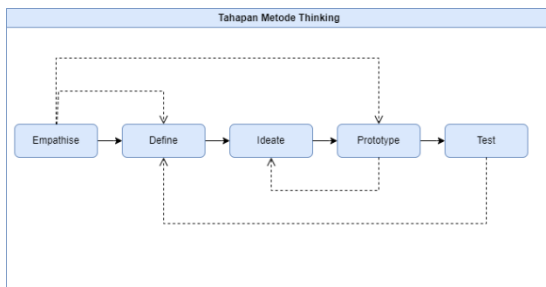 Tahapan Metode Thinking
Empathise
Define
Ideate
Prototype
Test